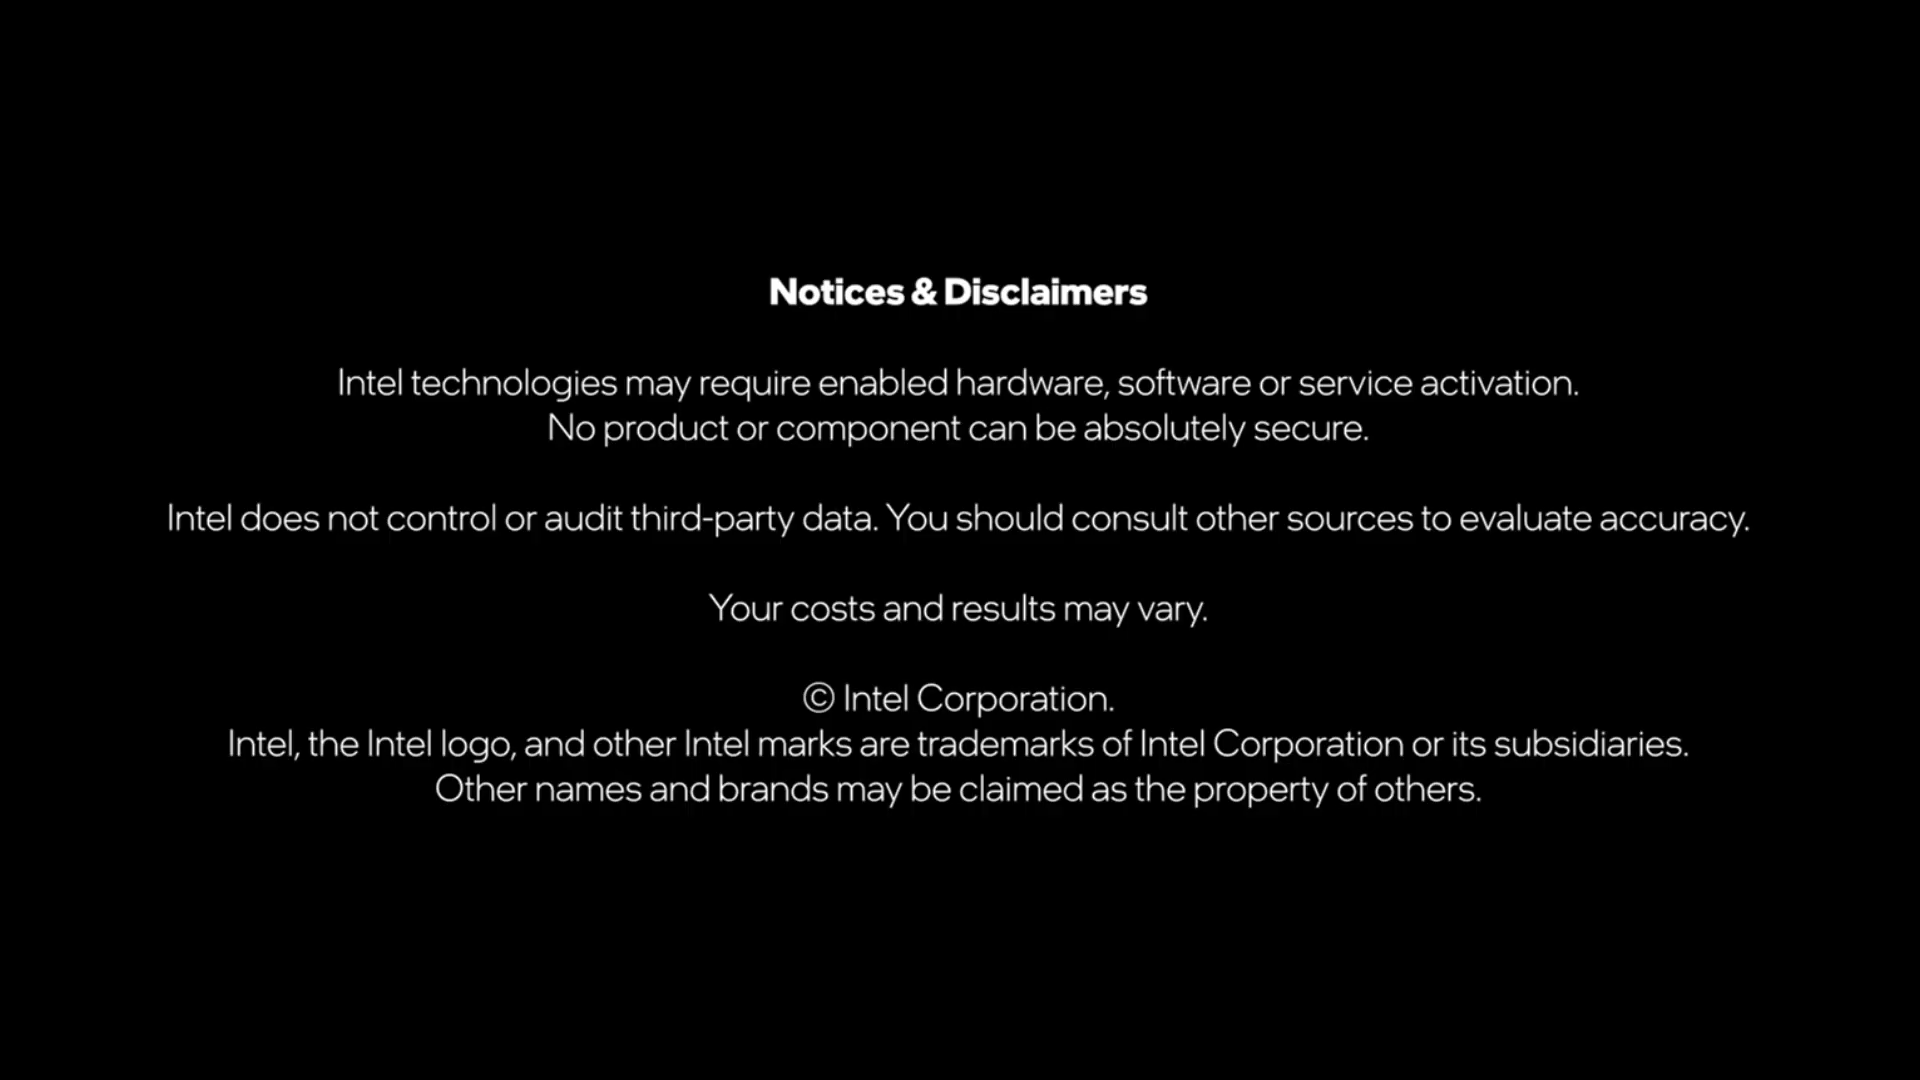 Notices & Disclaimers
Intel technologies may require enabled hardware, software or service activation.
No product or component can be absolutely secure.
Intel does not control or audit third-party data. You should consult other sources to evaluate accuracy.
Your costs and results may vary.
© Intel Corporation.
Intel, the Intel logo, and other Intel marks are trademarks of Intel Corporation or its subsidiaries.
Other names and brands may be claimed as the property of others.